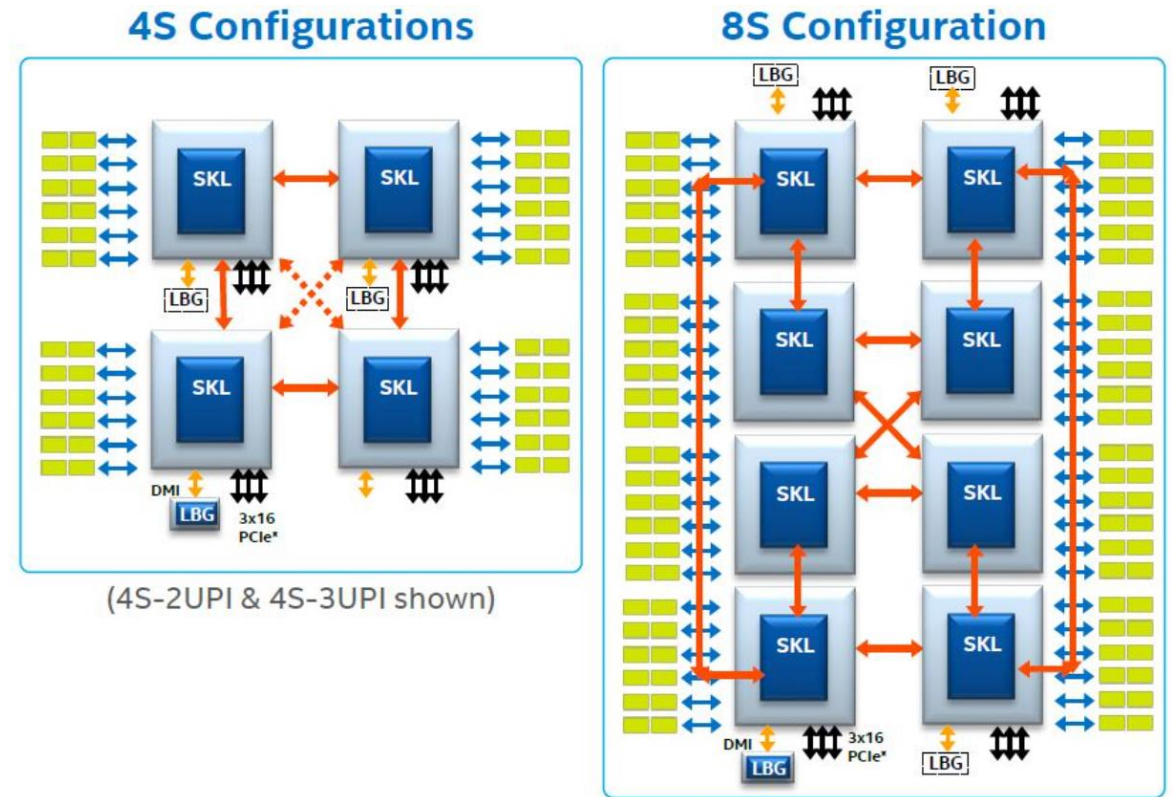 4S Configurations
SKL
SKL
LBG
LBG
SKL
SKL
DMI
LBG
3x16
PCIe*
(4S-2UPI & 4S-3UPI shown)
8S Configuration
LBG
LBG
SKL
SKL
SKL
SKL
SKL
SKL
SKL
SKL
DMI
LBG
3x16
PCIe*
LBG